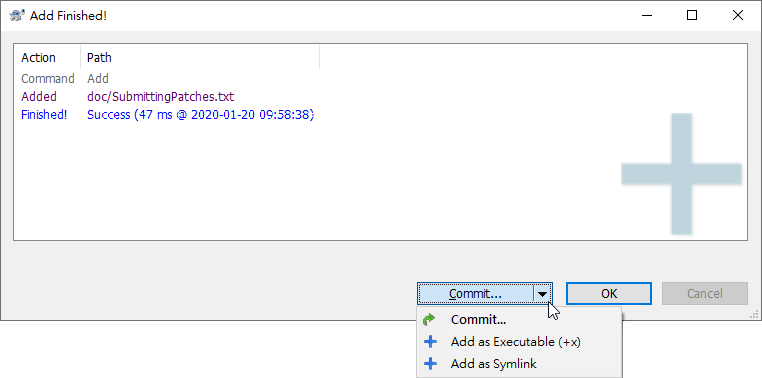 Add Finished!
Action Path
Command Add
Added doc/SubmittingPatches.txt
Finished! Success (47 ms @ 2020-01-20 09:58:38)
Commit... OK Cancel
Commit...
Add as Executable (+x)
Add as Symlink